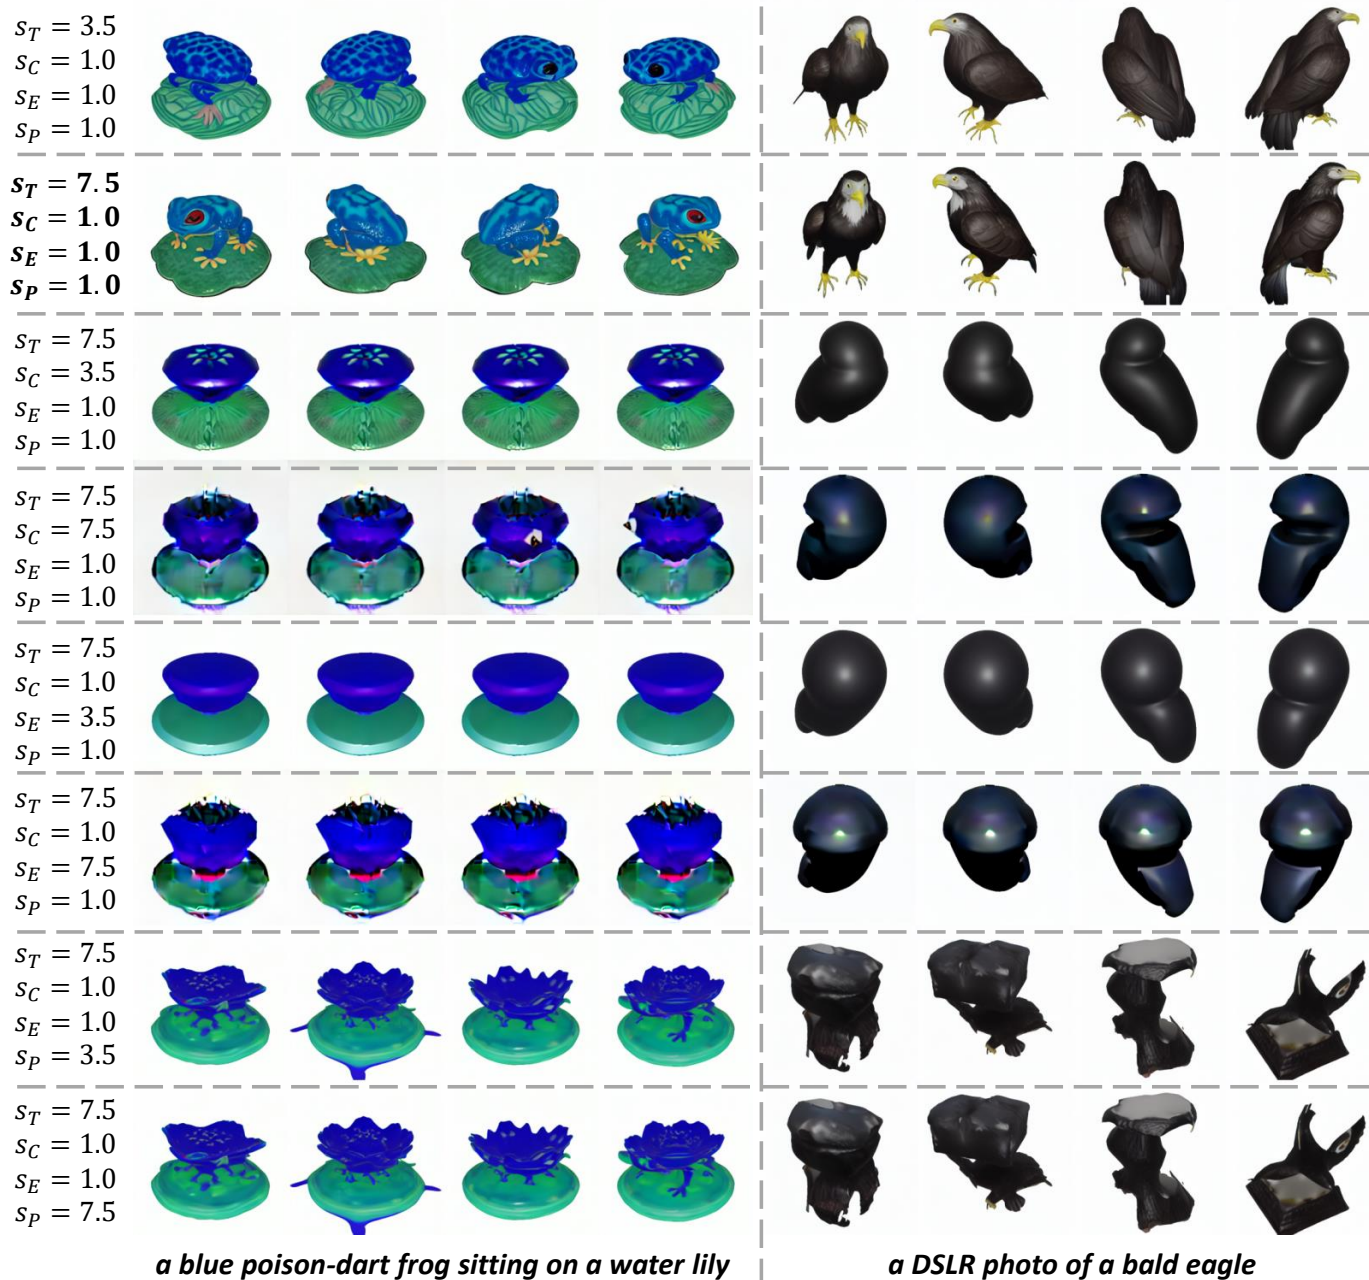 s_T = 3.5
s_C = 1.0
s_E = 1.0
s_P = 1.0
s_T = 7.5
s_C = 1.0
s_E = 1.0
s_P = 1.0
s_T = 7.5
s_C = 3.5
s_E = 1.0
s_P = 1.0
s_T = 7.5
s_C = 7.5
s_E = 1.0
s_P = 1.0
s_T = 7.5
s_C = 1.0
s_E = 3.5
s_P = 1.0
s_T = 7.5
s_C = 1.0
s_E = 7.5
s_P = 1.0
s_T = 7.5
s_C = 1.0
s_E = 1.0
s_P = 3.5
s_T = 7.5
s_C = 1.0
s_E = 1.0
s_P = 7.5
a blue poison-dart frog sitting on a water lily
a DSLR photo of a bald eagle